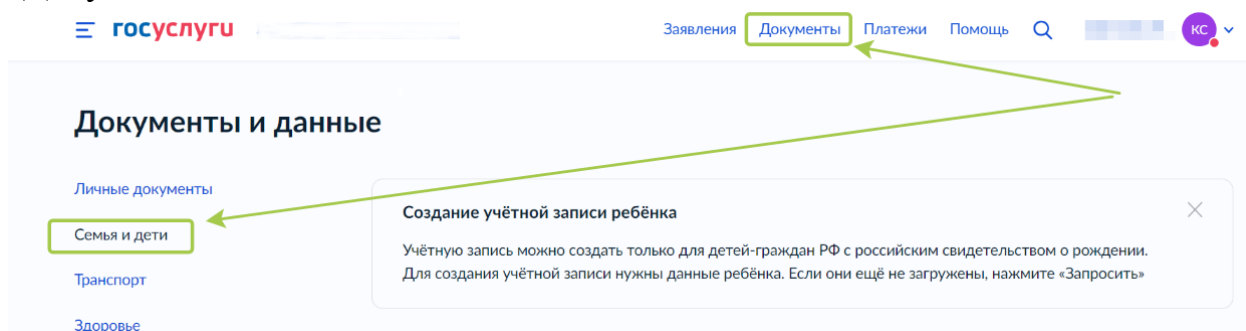 госуслуги
Заявления Документы Платежи Помощь КС
Документы и данные
Личные документы
Семья и дети
Транспорт
Здоровье
Создание учётной записи ребёнка
Учётную запись можно создать только для детей-граждан РФ с российским свидетельством о рождении.
Для создания учётной записи нужны данные ребёнка. Если они ещё не загружены, нажмите «Запросить»